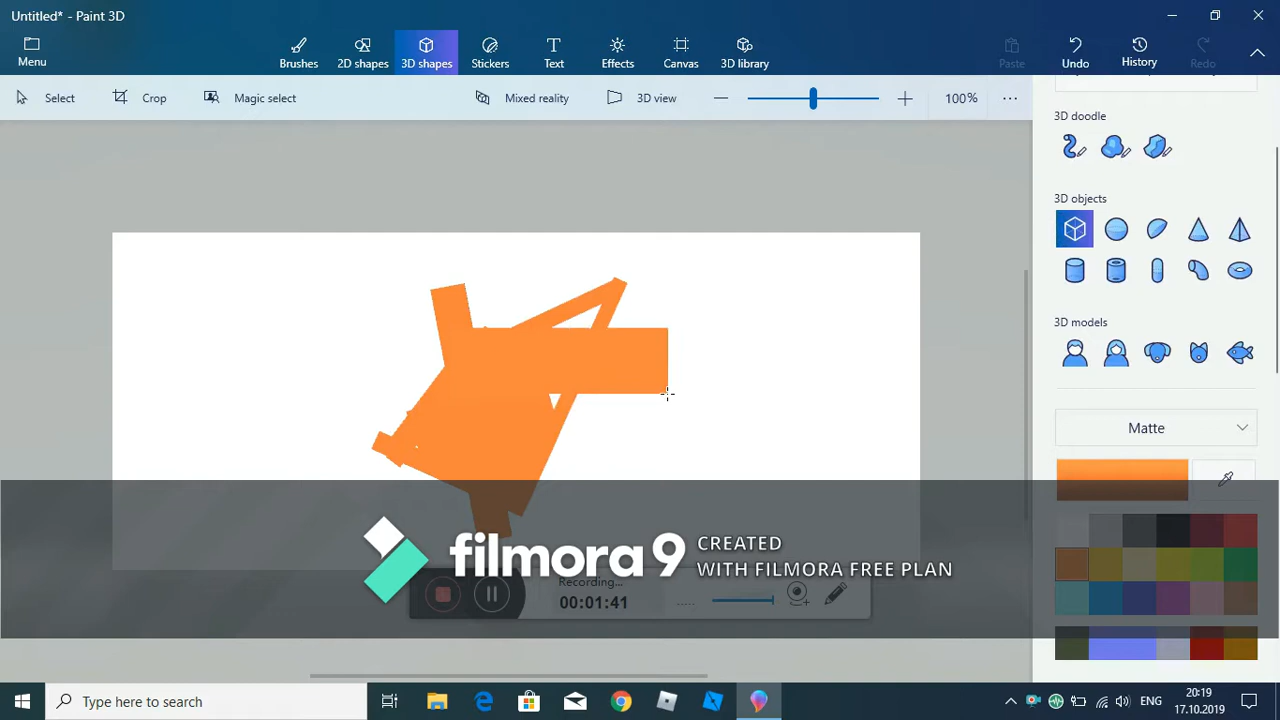 Untitled* - Paint 3D
Menu
Brushes
2D shapes
3D shapes
Stickers
Text
Effects
Canvas
3D library
Paste
Undo
History
Redo
Select
Crop
Magic select
Mixed reality
3D view
100%
3D doodle
3D objects
3D models
Matte
filmora9
CREATED
WITH FILMORA FREE PLAN
Recording...
00:01:41
Type here to search
ENG
20:19
17.10.2019